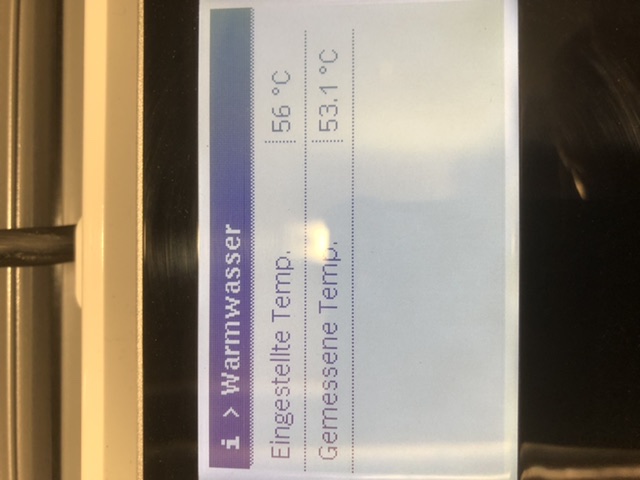 i > Warmwasser
Eingestellte Temp. 56 °C
Gemessene Temp. 53.1 °C